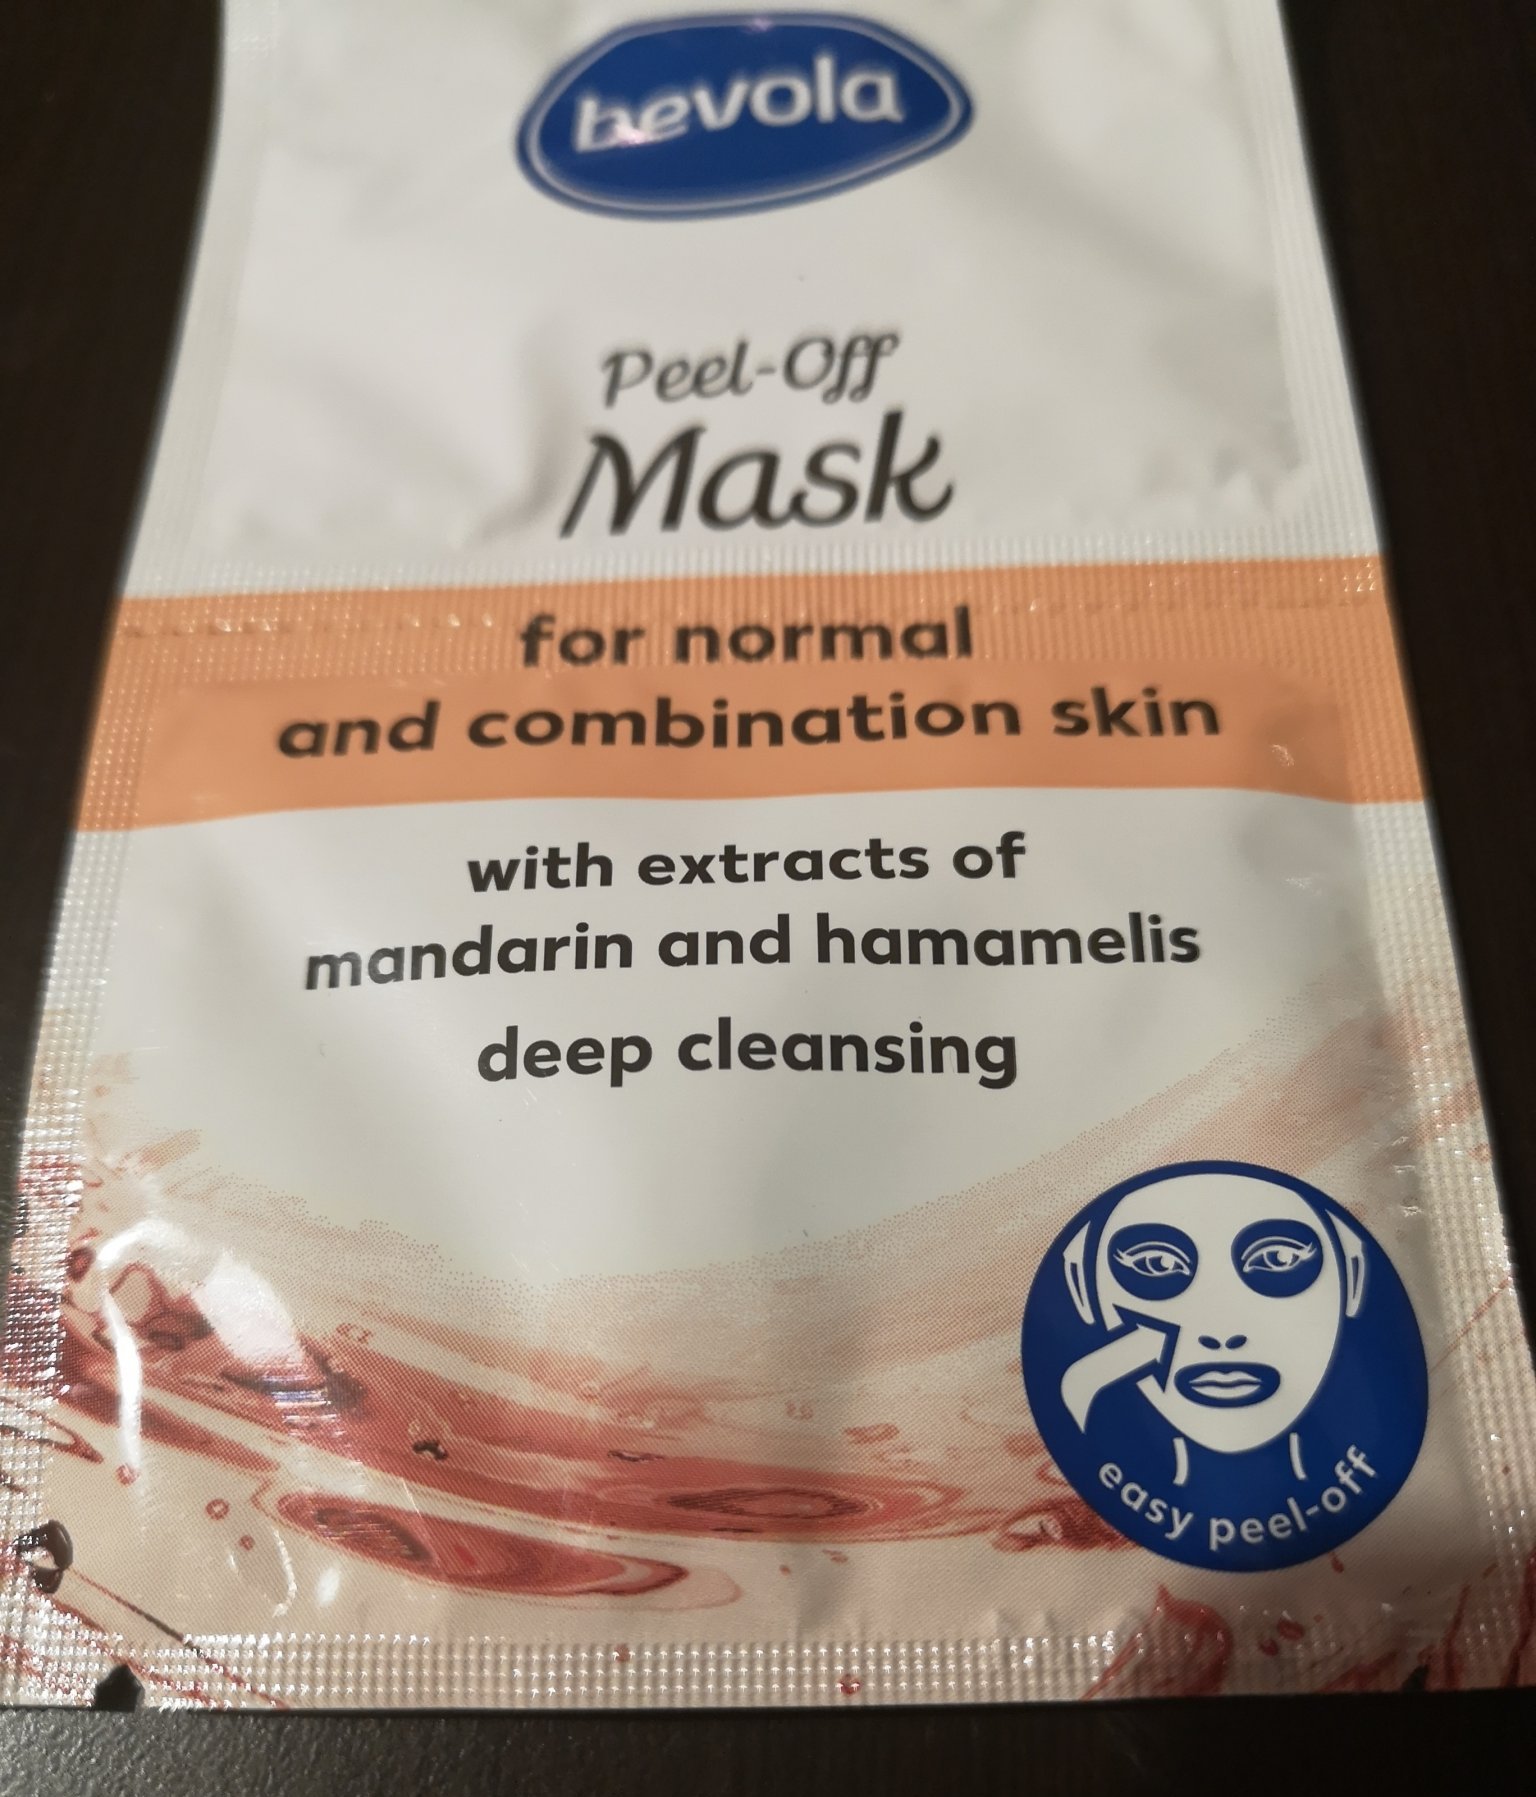 bevola
Peel-Off
Mask
for normal
and combination skin
with extracts of
mandarin and hamamelis
deep cleansing
easy peel-off